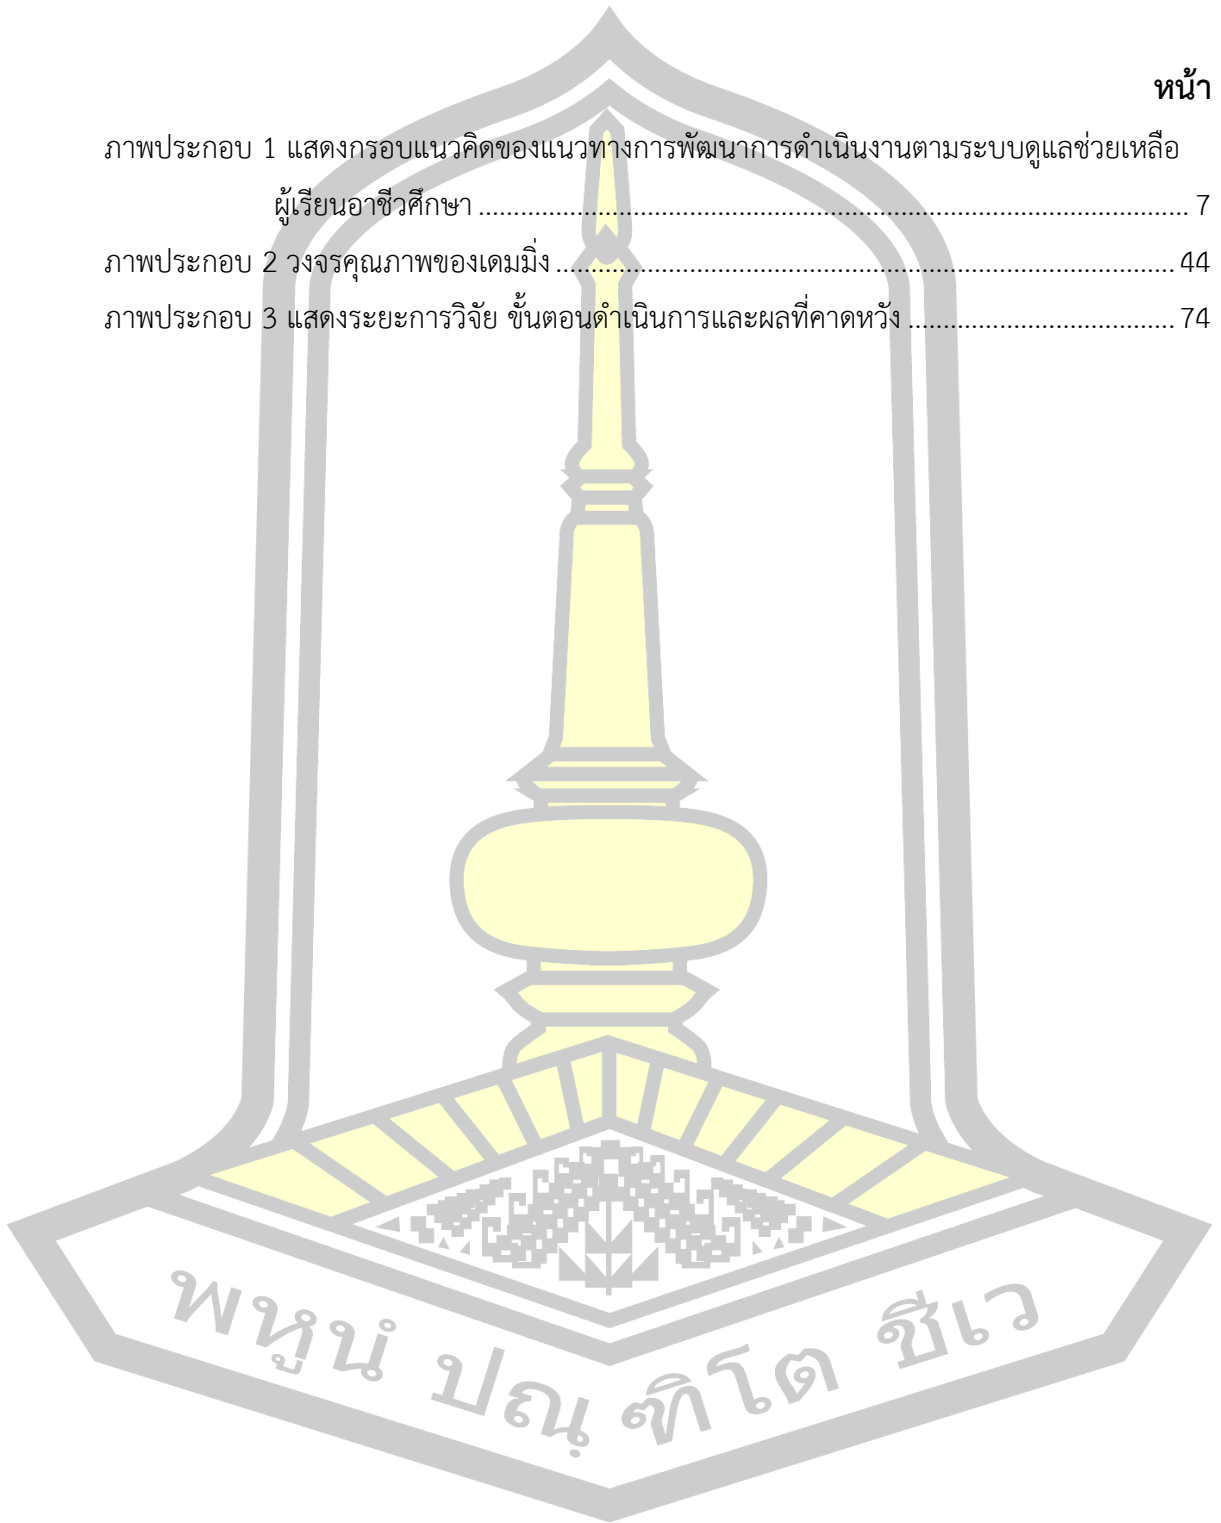 หน้า
ภาพประกอบ 1 แสดงกรอบแนวคิดของแนวทางการพัฒนาการดำเนินงานตามระบบดูแลช่วยเหลือ
ผู้เรียนอาชีวศึกษา ........................................................................................................ 7
ภาพประกอบ 2 วงจรคุณภาพของเดมมิ่ง ........................................................................................ 44
ภาพประกอบ 3 แสดงระยะการวิจัย ขั้นตอนดำเนินการและผลที่คาดหวัง ....................................... 74
พหูนํ ปณฺฑิโต ชีเว